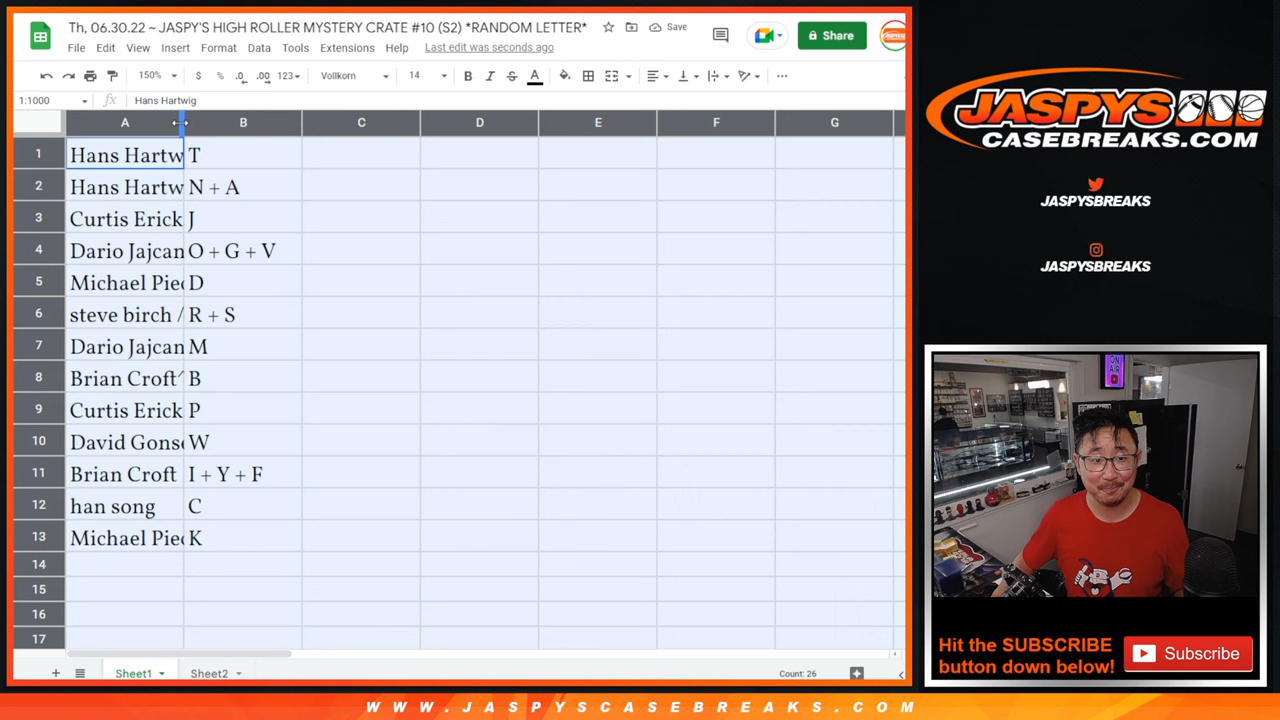 Th, 06.30.22 ~ JASPY'S HIGH ROLLER MYSTERY CRATE #10 (S2) *RANDOM LETTER*
Save
Share
File Edit View Insert Format Data Tools Extensions Help Last edit was seconds ago
150% $ % .0 .00 123 Vollkorn 14 B I S A
1:1000 fx Hans Hartwig
A B C D E F G
1 Hans Hartw T
2 Hans Hartw N + A
3 Curtis Erick J
4 Dario Jajcan O + G + V
5 Michael Piec D
6 steve birch / R + S
7 Dario Jajcan M
8 Brian Croft^ B
9 Curtis Erick P
10 David Gonse W
11 Brian Croft I + Y + F
12 han song C
13 Michael Piec K
14
15
16
17
Sheet1 Sheet2 Count: 26
JASPYS
CASEBREAKS.COM
JASPYSBREAKS
JASPYSBREAKS
ON
AIR
Hit the SUBSCRIBE
button down below!
Subscribe
WWW.JASPYSCASEBREAKS.COM